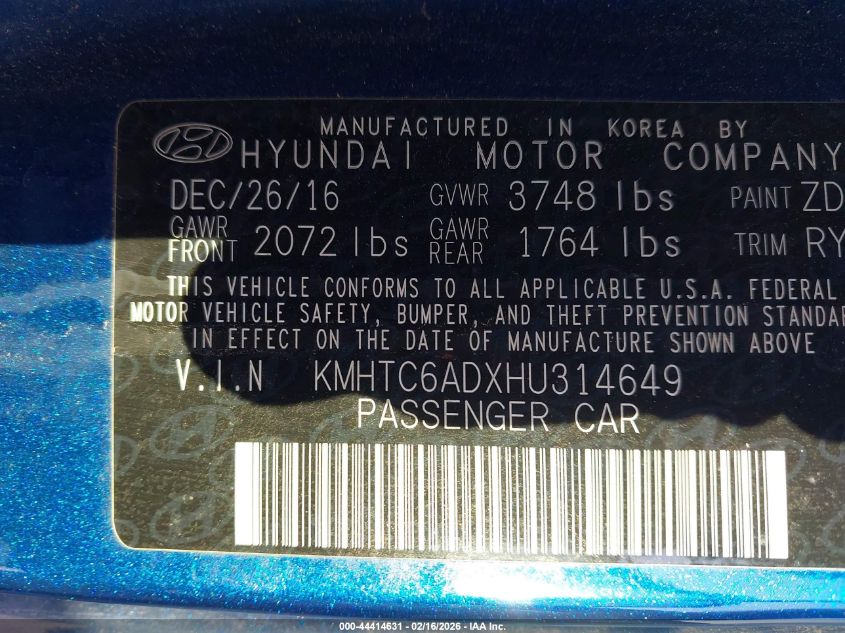 MANUFACTURED IN KOREA BY
HYUNDAI MOTOR COMPANY
DEC/26/16 GVWR 3748 lbs PAINT ZD
GAWR FRONT 2072 lbs GAWR REAR 1764 lbs TRIM RY
THIS VEHICLE CONFORMS TO ALL APPLICABLE U.S.A. FEDERAL
MOTOR VEHICLE SAFETY, BUMPER, AND THEFT PREVENTION STANDAR
IN EFFECT ON THE DATE OF MANUFACTURE SHOWN ABOVE
V.I.N KMHTC6ADXHU314649
PASSENGER CAR
000-44414631 - 02/16/2026 - IAA Inc.